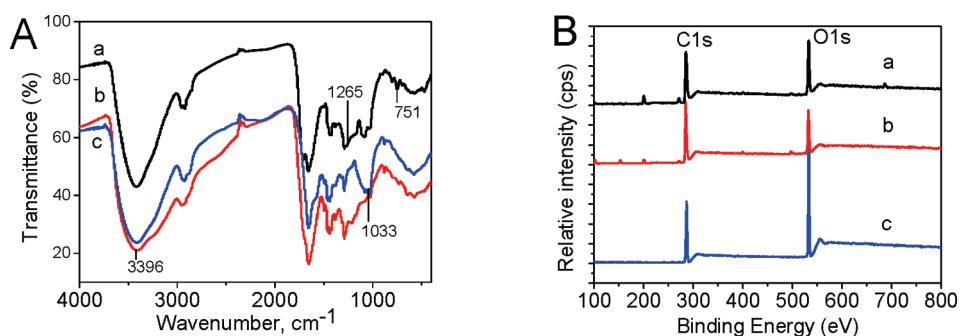 A
Transmittance (%)
100
80
60
40
20
a
b
c
1265
751
3396
1033
4000 3000 2000 1000
Wavenumber, cm⁻¹
B
Relative intensity (cps)
C1s
O1s
a
b
c
100 200 300 400 500 600 700 800
Binding Energy (eV)